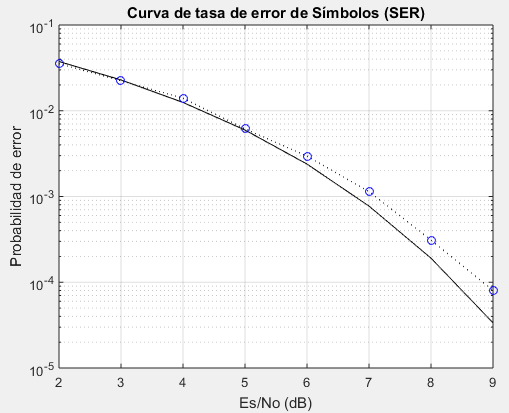 Curva de tasa de error de Símbolos (SER)
Probabilidad de error
10^-1
10^-2
10^-3
10^-4
10^-5
2 3 4 5 6 7 8 9
Es/No (dB)